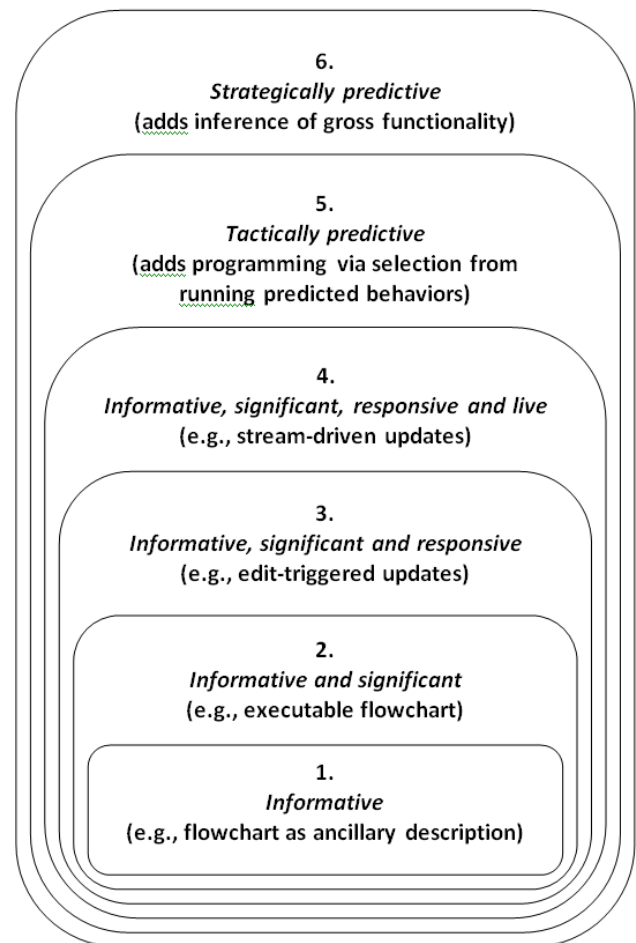 6.
Strategically predictive
(adds inference of gross functionality)
5.
Tactically predictive
(adds programming via selection from
running predicted behaviors)
4.
Informative, significant, responsive and live
(e.g., stream-driven updates)
3.
Informative, significant and responsive
(e.g., edit-triggered updates)
2.
Informative and significant
(e.g., executable flowchart)
1.
Informative
(e.g., flowchart as ancillary description)